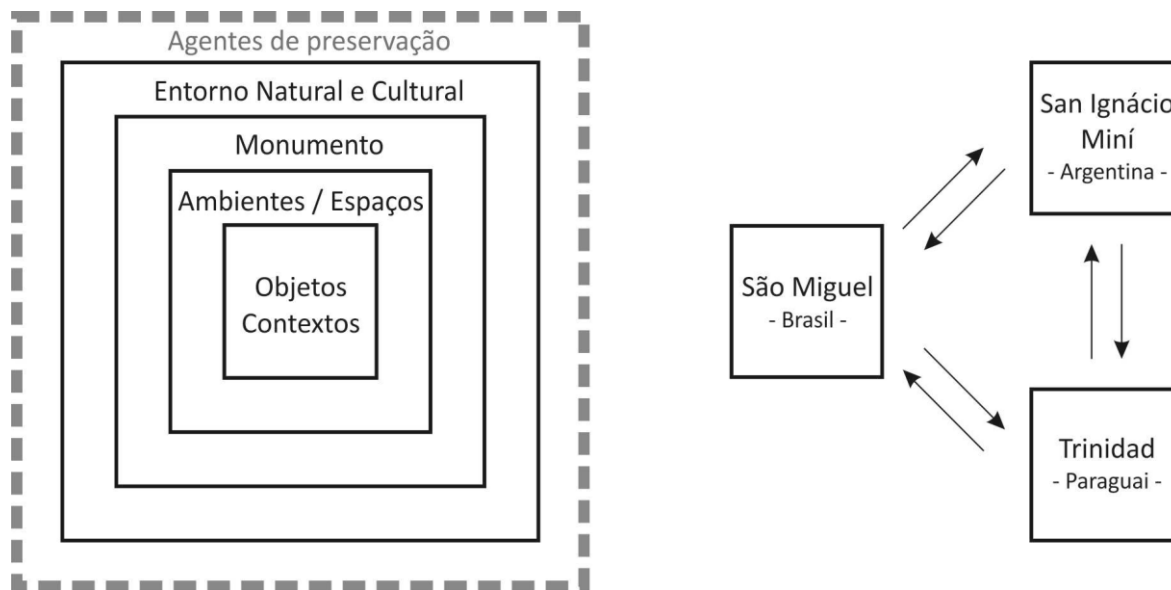 Agentes de preservação
Entorno Natural e Cultural
Monumento
Ambientes / Espaços
Objetos
Contextos
São Miguel
- Brasil -
San Ignácio
Miní
- Argentina -
Trinidad
- Paraguai -